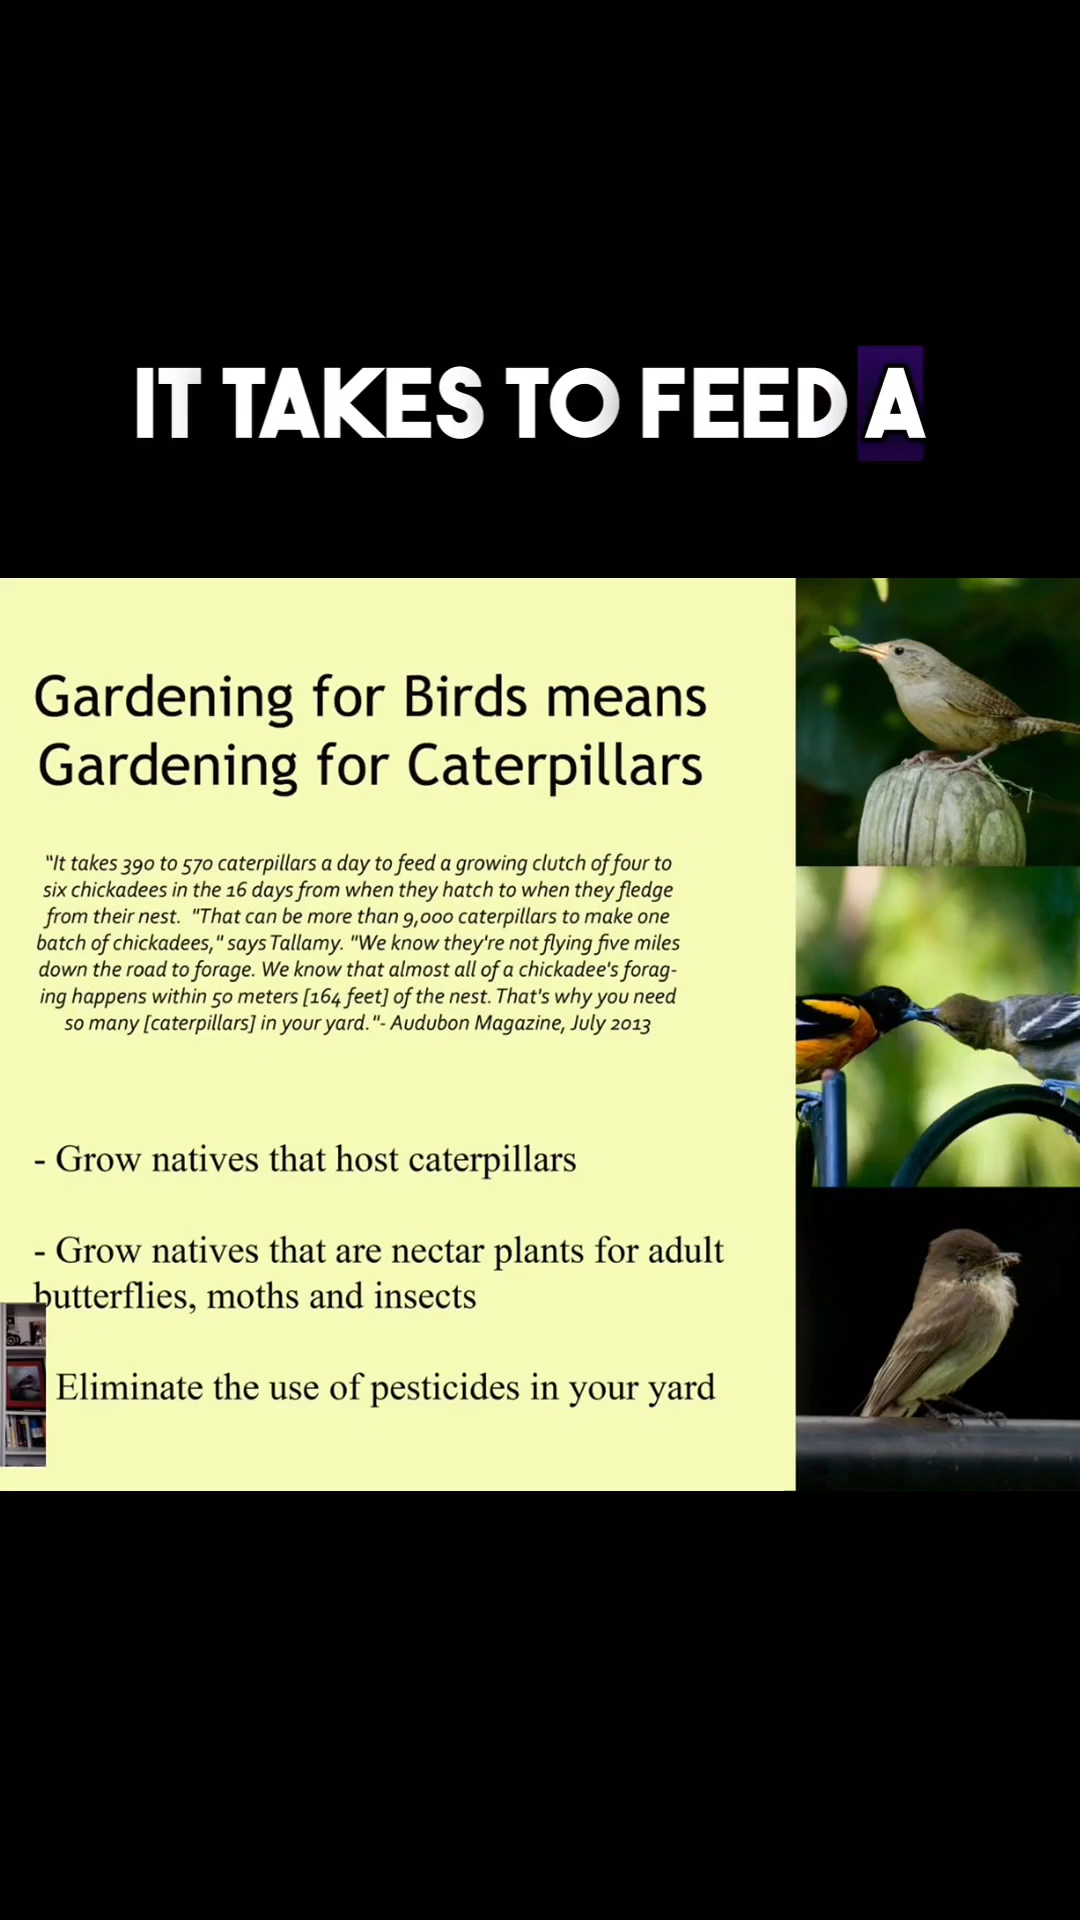 IT TAKES TO FEED A
Gardening for Birds means
Gardening for Caterpillars
"It takes 390 to 570 caterpillars a day to feed a growing clutch of four to
six chickadees in the 16 days from when they hatch to when they fledge
from their nest. "That can be more than 9,000 caterpillars to make one
batch of chickadees," says Tallamy. "We know they're not flying five miles
down the road to forage. We know that almost all of a chickadee's forag-
ing happens within 50 meters [164 feet] of the nest. That's why you need
so many [caterpillars] in your yard."- Audubon Magazine, July 2013
- Grow natives that host caterpillars
- Grow natives that are nectar plants for adult
butterflies, moths and insects
Eliminate the use of pesticides in your yard